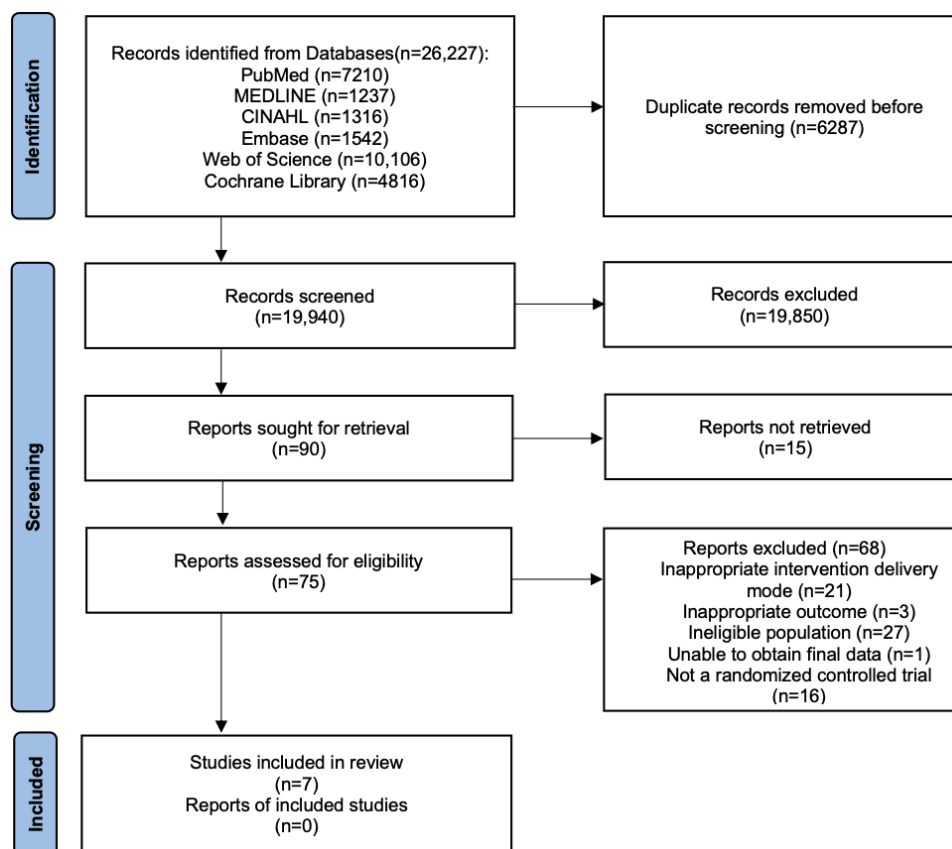 Identification
Records identified from Databases(n=26,227):
PubMed (n=7210)
MEDLINE (n=1237)
CINAHL (n=1316)
Embase (n=1542)
Web of Science (n=10,106)
Cochrane Library (n=4816)
Duplicate records removed before
screening (n=6287)
Screening
Records screened
(n=19,940)
Records excluded
(n=19,850)
Reports sought for retrieval
(n=90)
Reports not retrieved
(n=15)
Reports assessed for eligibility
(n=75)
Reports excluded (n=68)
Inappropriate intervention delivery
mode (n=21)
Inappropriate outcome (n=3)
Ineligible population (n=27)
Unable to obtain final data (n=1)
Not a randomized controlled trial
(n=16)
Included
Studies included in review
(n=7)
Reports of included studies
(n=0)